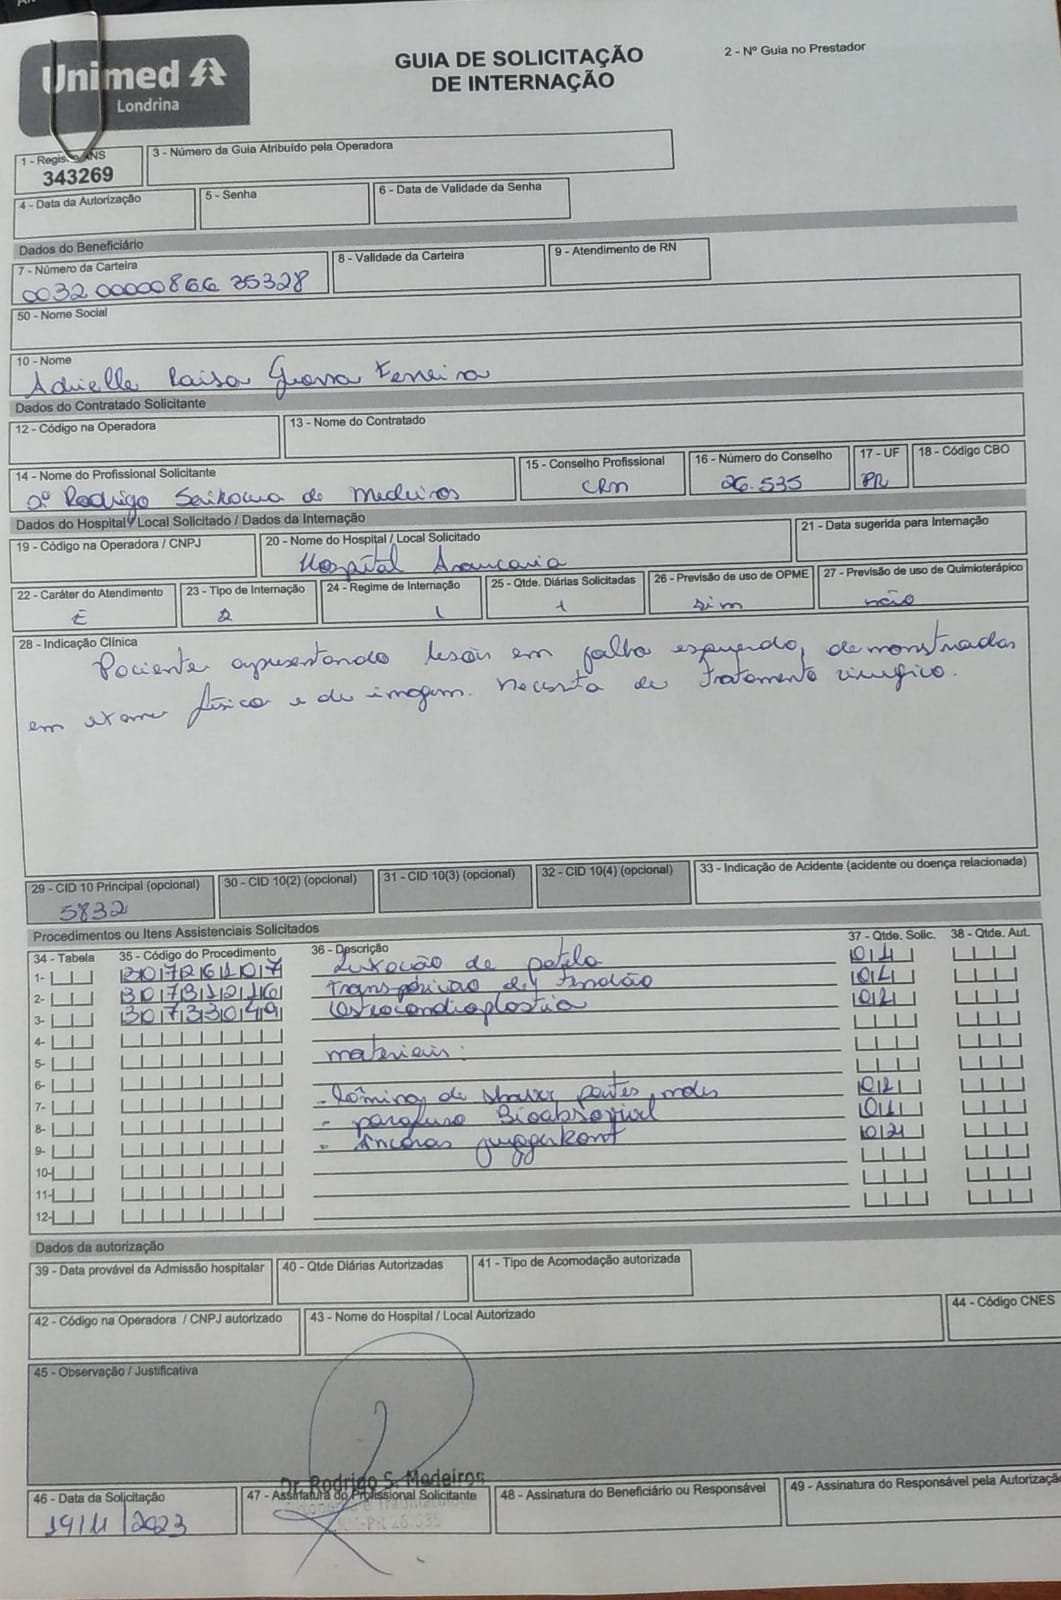 Unimed
Londrina
GUIA DE SOLICITAÇÃO
DE INTERNAÇÃO
2 - Nº Guia no Prestador
1 - Regis ANS
343269
3 - Número da Guia Atribuído pela Operadora
4 - Data da Autorização
5 - Senha
6 - Data de Validade da Senha
Dados do Beneficiário
7 - Número da Carteira
0032 00000866 35328
8 - Validade da Carteira
9 - Atendimento de RN
50 - Nome Social
10 - Nome
Adrielle Raisa Ferreira
Dados do Contratado Solicitante
12 - Código na Operadora
13 - Nome do Contratado
14 - Nome do Profissional Solicitante
Dr Rodrigo de Medeiros
15 - Conselho Profissional
CRM
16 - Número do Conselho
26.535
17 - UF
PR
18 - Código CBO
Dados do Hospital / Local Solicitado / Dados da Internação
19 - Código na Operadora / CNPJ
20 - Nome do Hospital / Local Solicitado
Hospital Araucaria
21 - Data sugerida para Internação
22 - Caráter do Atendimento
E
23 - Tipo de Internação
2
24 - Regime de Internação
1
25 - Qtde. Diárias Solicitadas
1
26 - Previsão de uso de OPME
sim
27 - Previsão de uso de Quimioterápico
não
28 - Indicação Clínica
Paciente apresentando lesões em joelho esquerdo, demonstradas
em exame físico e de imagem. Necessita de tratamento cirurgico.
29 - CID 10 Principal (opcional)
S832
30 - CID 10(2) (opcional)
31 - CID 10(3) (opcional)
32 - CID 10(4) (opcional)
33 - Indicação de Acidente (acidente ou doença relacionada)
Procedimentos ou Itens Assistenciais Solicitados
34 - Tabela
35 - Código do Procedimento
36 - Descrição
37 - Qtde. Solic.
38 - Qtde. Aut.
1- 30726107 Luxação de patela 01
2- 30731216 Transposição de tendão 01
3- 30733049 Osteocondroplastia 01
4-
5- materiais:
6-
7- - lâmina de shaver partes moles 01
8- - parafuso Bioabsorvível 01
9- - Âncoras juggerknot 02
10-
11-
12-
Dados da autorização
39 - Data provável da Admissão hospitalar
40 - Qtde Diárias Autorizadas
41 - Tipo de Acomodação autorizada
42 - Código na Operadora / CNPJ autorizado
43 - Nome do Hospital / Local Autorizado
44 - Código CNES
45 - Observação / Justificativa
Dr. Rodrigo S. Medeiros
46 - Data da Solicitação
14/11/2023
47 - Assinatura do Profissional Solicitante
CRM-PR 26.535
48 - Assinatura do Beneficiário ou Responsável
49 - Assinatura do Responsável pela Autorização